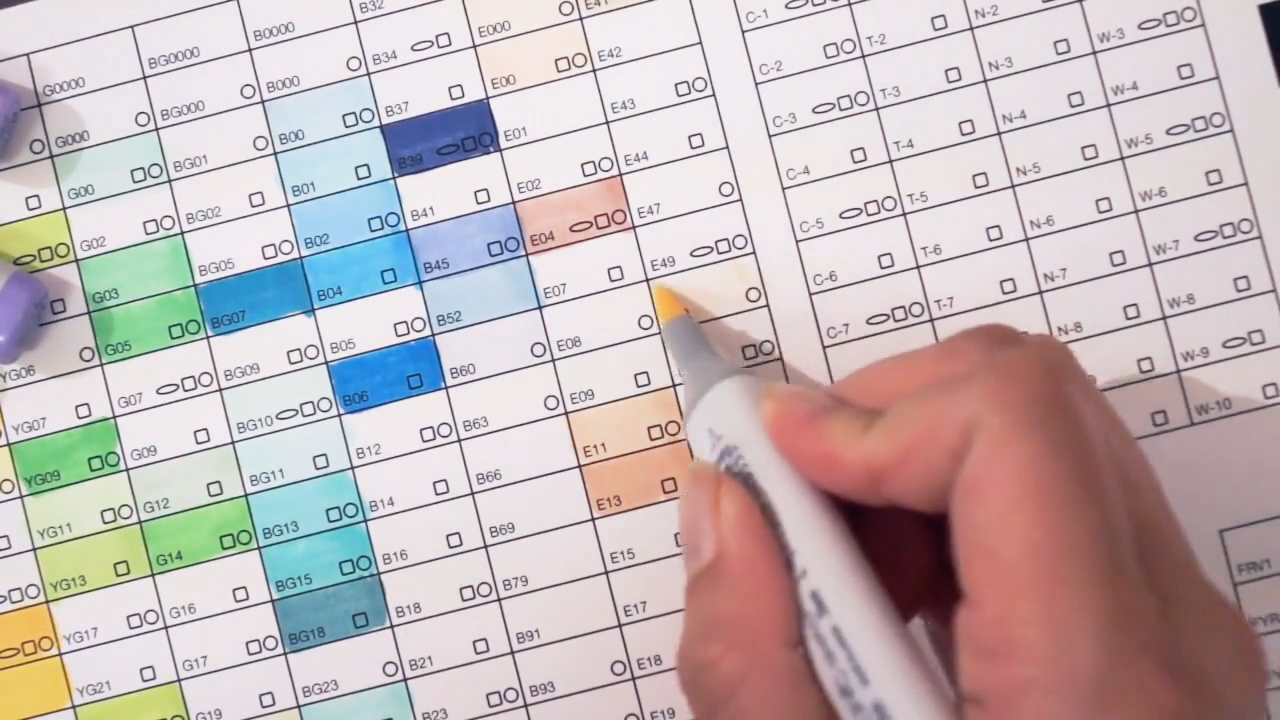 YG06
YG07
YG09
YG11
YG13
YG17
YG21
G0000
G000
G00
G02
G03
G05
G07
G09
G12
G14
G16
G17
G19
BG0000
BG000
BG01
BG02
BG05
BG07
BG09
BG10
BG11
BG13
BG15
BG18
BG23
B0000
B000
B00
B01
B02
B04
B05
B06
B12
B14
B16
B18
B21
B23
B32
B34
B37
B39
B41
B45
B52
B60
B63
B66
B69
B79
B91
B93
E000
E00
E01
E02
E04
E07
E08
E09
E11
E13
E15
E17
E18
E19
E41
E42
E43
E44
E47
E49
C-1
C-2
C-3
C-4
C-5
C-6
C-7
T-2
T-3
T-4
T-5
T-6
T-7
N-2
N-3
N-4
N-5
N-6
N-7
N-8
W-3
W-4
W-5
W-6
W-7
W-8
W-9
W-10
FRV1